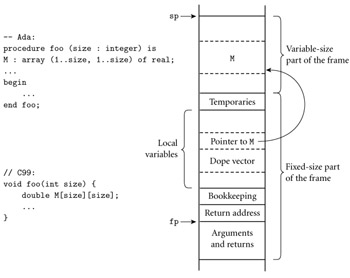 sp
-- Ada:
procedure foo (size : integer) is
M : array (1..size, 1..size) of real;
...
begin
...
end foo;
// C99:
void foo(int size) {
double M[size][size];
...
}
M
Variable-size
part of the frame
Temporaries
Local
variables
Pointer to M
Dope vector
Fixed-size part
of the frame
Bookkeeping
Return address
fp
Arguments
and returns